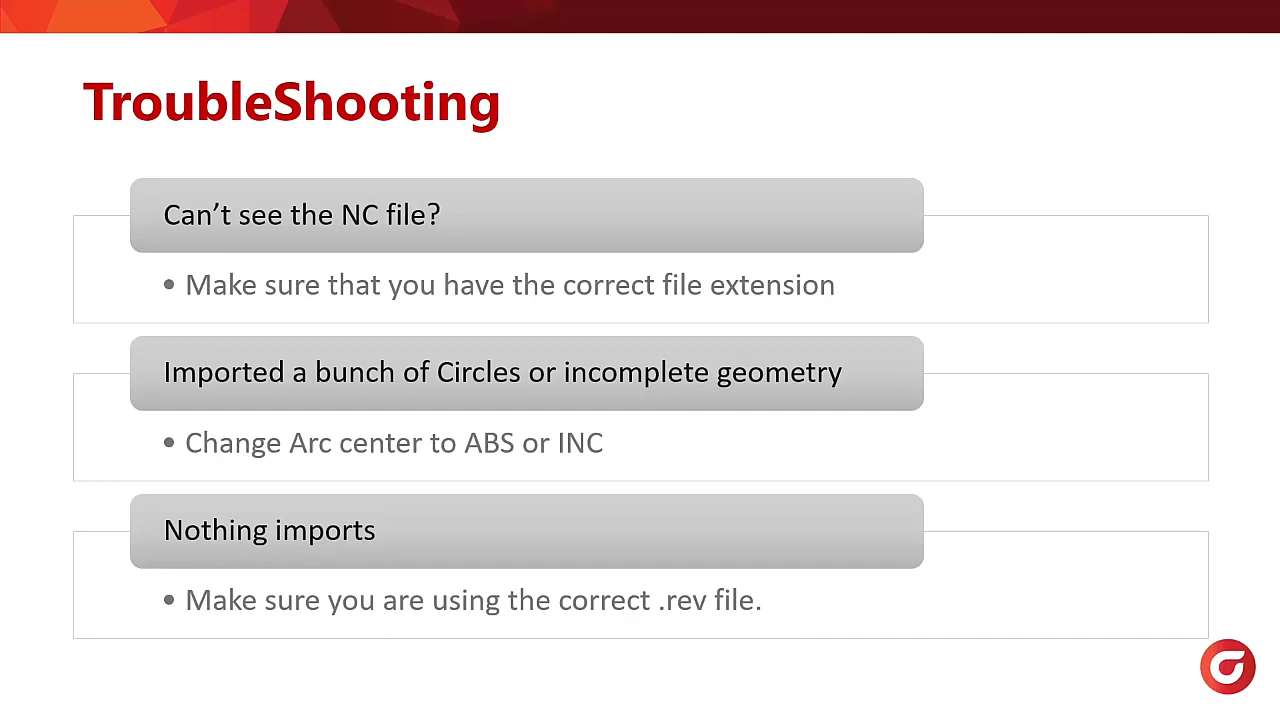 TroubleShooting
Can’t see the NC file?
• Make sure that you have the correct file extension
Imported a bunch of Circles or incomplete geometry
• Change Arc center to ABS or INC
Nothing imports
• Make sure you are using the correct .rev file.